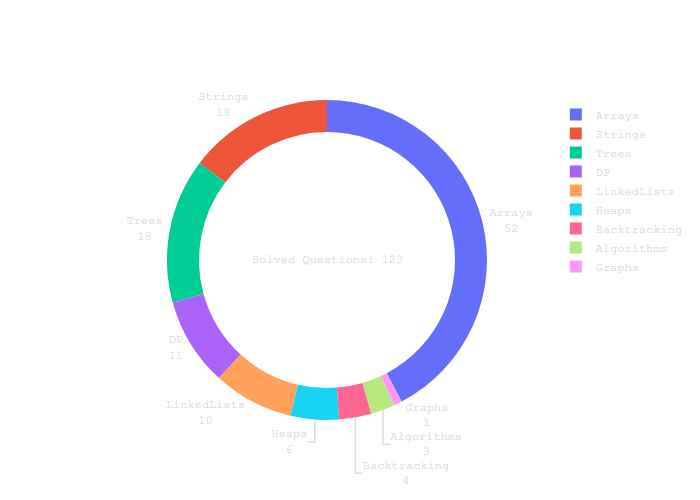 Strings
18
Arrays
Strings
Trees
DP
LinkedLists
Heaps
Backtracking
Algorithms
Graphs
Arrays
52
Trees
18
Solved Questions: 123
DP
11
LinkedLists
10
Graphs
1
Heaps
6
Algorithms
3
Backtracking
4